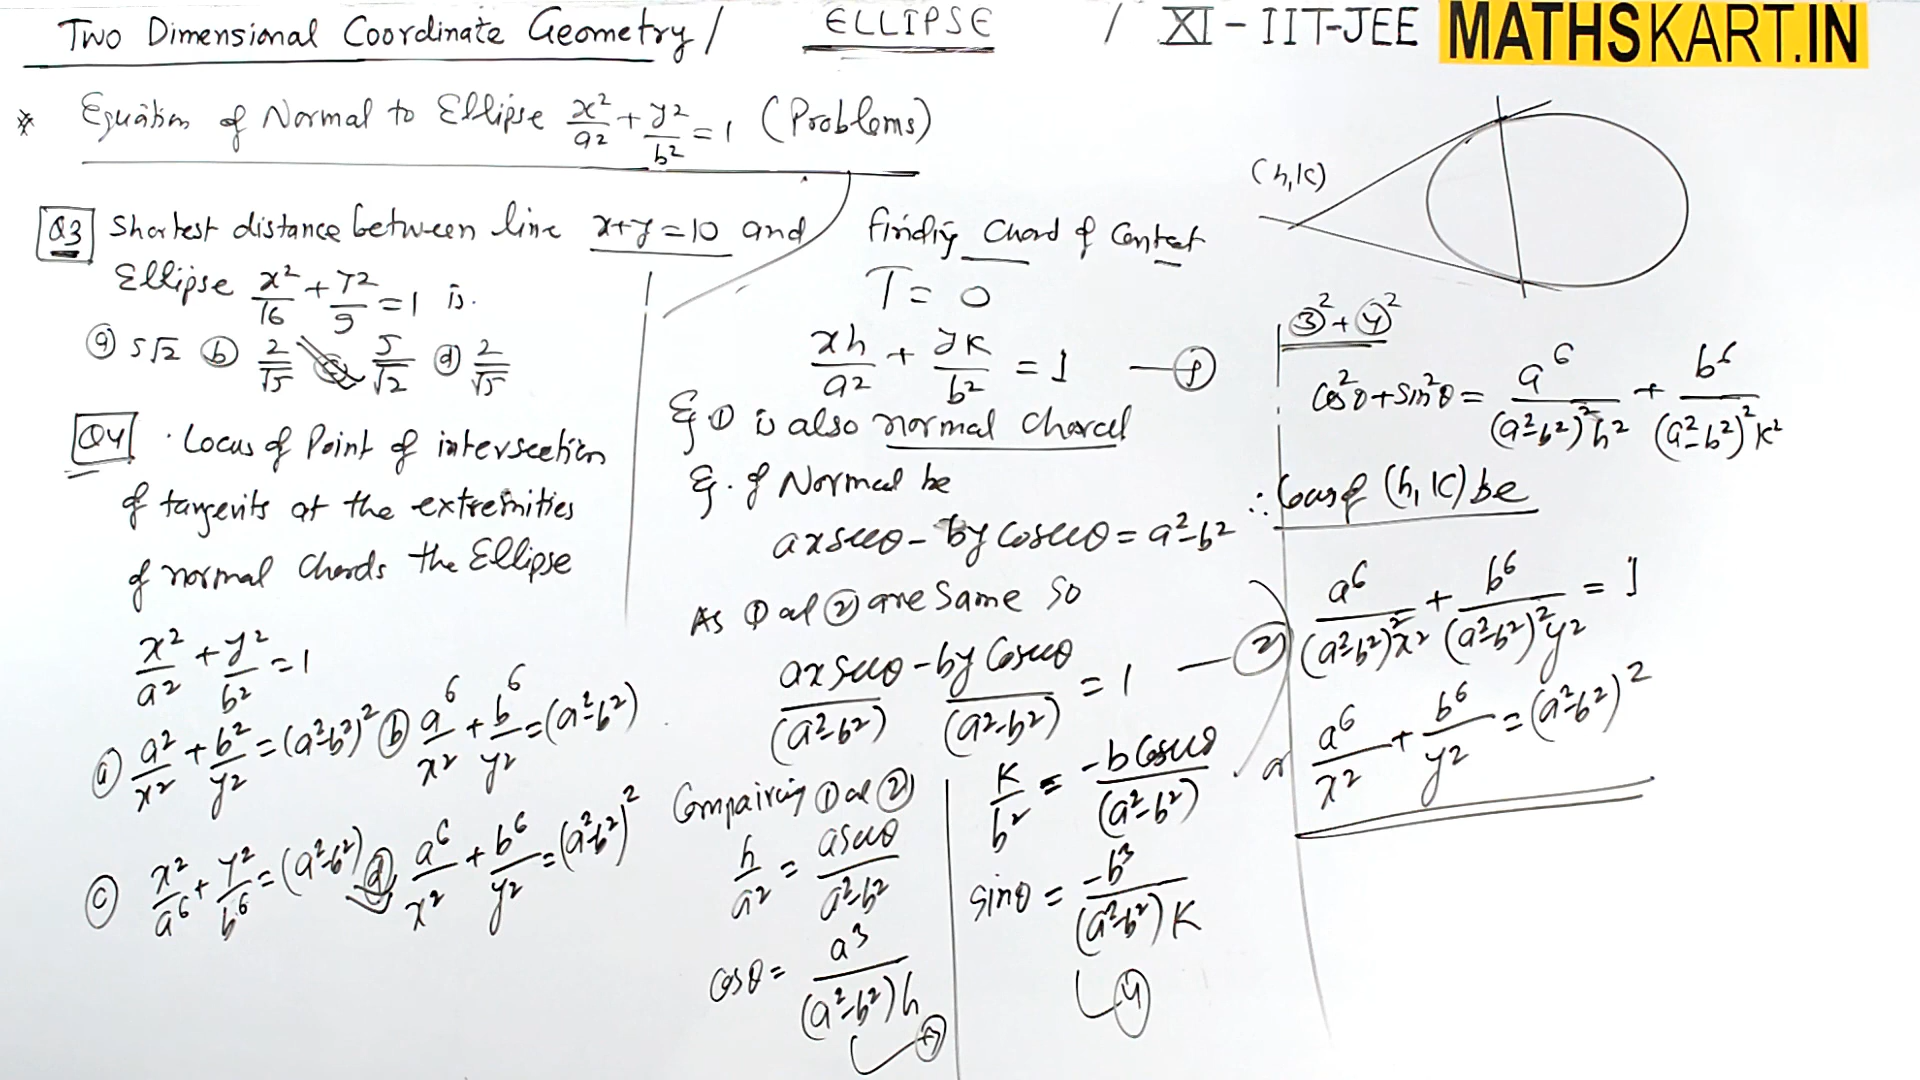 Two Dimensional Coordinate Geometry / ELLIPSE / XI - IIT-JEE MATHSKART.IN
* Equation of Normal to Ellipse x²/a² + y²/b² = 1 (Problems)
Q3 Shortest distance between line x+y=10 and
Ellipse x²/16 + y²/9 = 1 is.
(a) 5√2 (b) 2/√5 (c) 5/√2 (d) 2/√5
Q4 . Locus of Point of intersection
of tangents at the extremities
of normal Chords the Ellipse
x²/a² + y²/b² = 1
(a) a²/x² + b²/y² = (a²-b²)² (b) a⁶/x² + b⁶/y² = (a²-b²)
(c) x²/a⁶ + y²/b⁶ = (a²-b²) (d) a⁶/x² + b⁶/y² = (a²-b²)²
finding Chord of Contact
T = 0
xh/a² + yk/b² = 1 — (1)
Eq (1) is also normal Chord
Eq. of Normal be
ax secθ - by cosecθ = a²-b²
As (1) and (2) are Same So
ax secθ/(a²-b²) - by Cosecθ/(a²-b²) = 1 — (2)
Compairing (1) and (2)
h/a² = a secθ/a²-b²
cosθ = a³/(a²-b²)h
(3)
K/b² = -b Cosecθ/(a²-b²)
sinθ = -b³/(a²-b²)K
(4)
(h,k)
(3)² + (4)²
cos²θ + sin²θ = a⁶/(a²-b²)²h² + b⁶/(a²-b²)²k²
∴ Locus of (h, k) be
a⁶/(a²-b²)²x² + b⁶/(a²-b²)²y² = 1
or a⁶/x² + b⁶/y² = (a²-b²)²